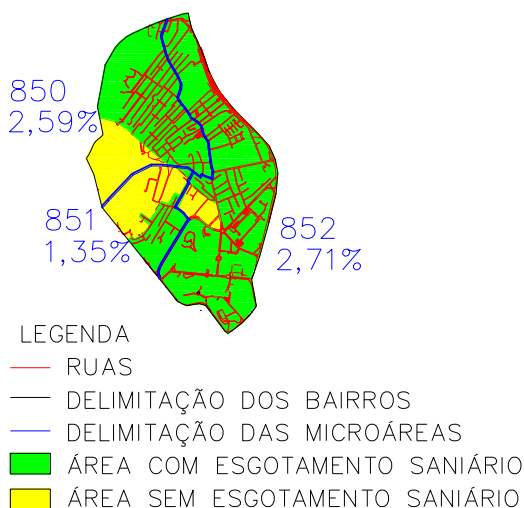 850
2,59%
851
1,35%
852
2,71%
LEGENDA
RUAS
DELIMITAÇÃO DOS BAIRROS
DELIMITAÇÃO DAS MICROÁREAS
ÁREA COM ESGOTAMENTO SANIÁRIO
ÁREA SEM ESGOTAMENTO SANIÁRIO